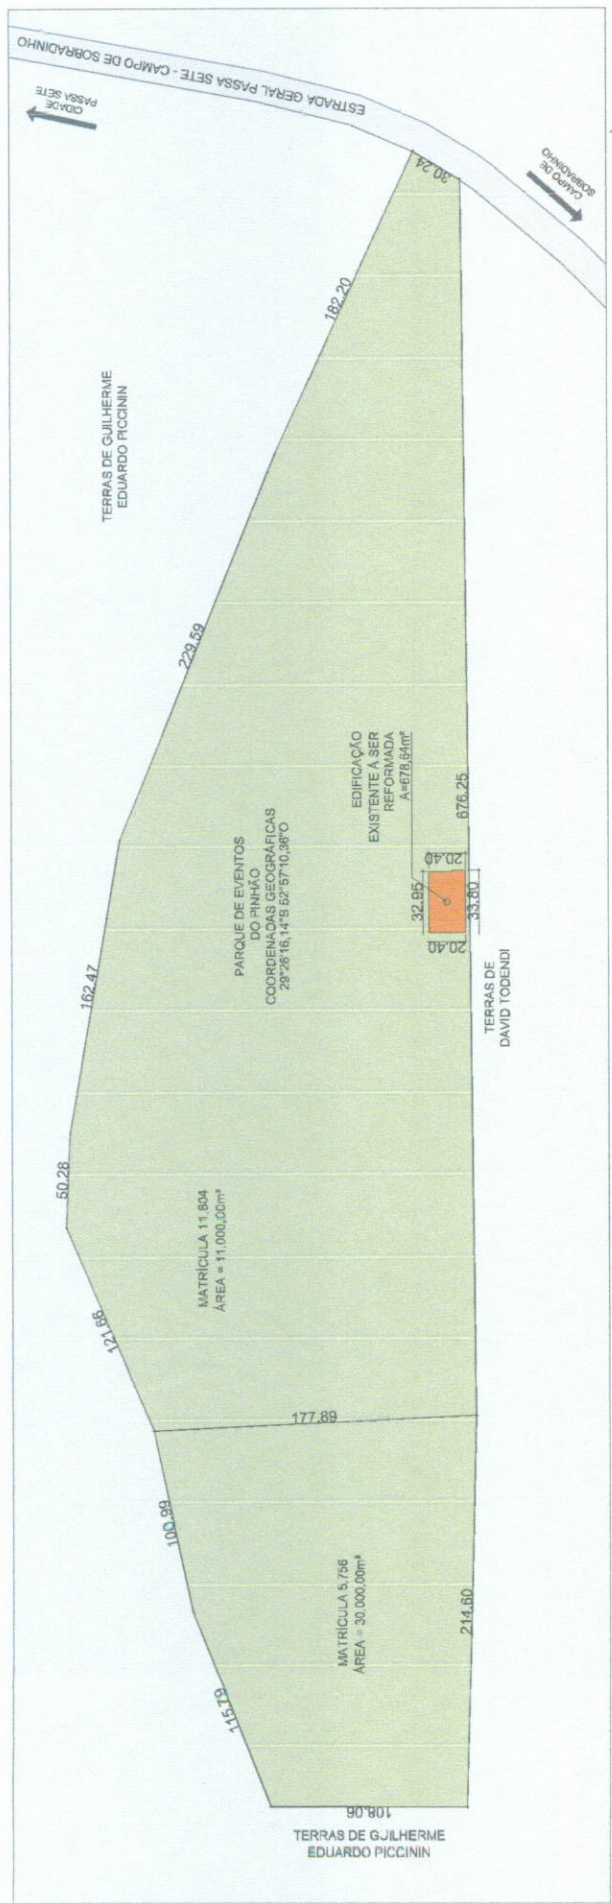 ESTRADA GERAL PASSA SETE - CAMPO DE SOBRADINHO
CIDADE
PASSA SETE
CAMPO DE
SOBRADINHO
30.24
182.20
TERRAS DE GUILHERME
EDUARDO PICCININ
229.59
EDIFICAÇÃO
EXISTENTE À SER
REFORMADA
A=678,64m²
676.25
20.40
32.95
33.80
20.40
PARQUE DE EVENTOS
DO PINHÃO
COORDENADAS GEOGRÁFICAS
29°26'16,14"S 52°57'10,36"O
TERRAS DE
DAVID TODENDI
162.47
50.28
MATRÍCULA 11.804
ÁREA = 11.000,00m²
121.66
177.89
100.99
MATRÍCULA 5.756
ÁREA = 30.000,00m²
214.60
115.79
108.06
TERRAS DE GUILHERME
EDUARDO PICCININ